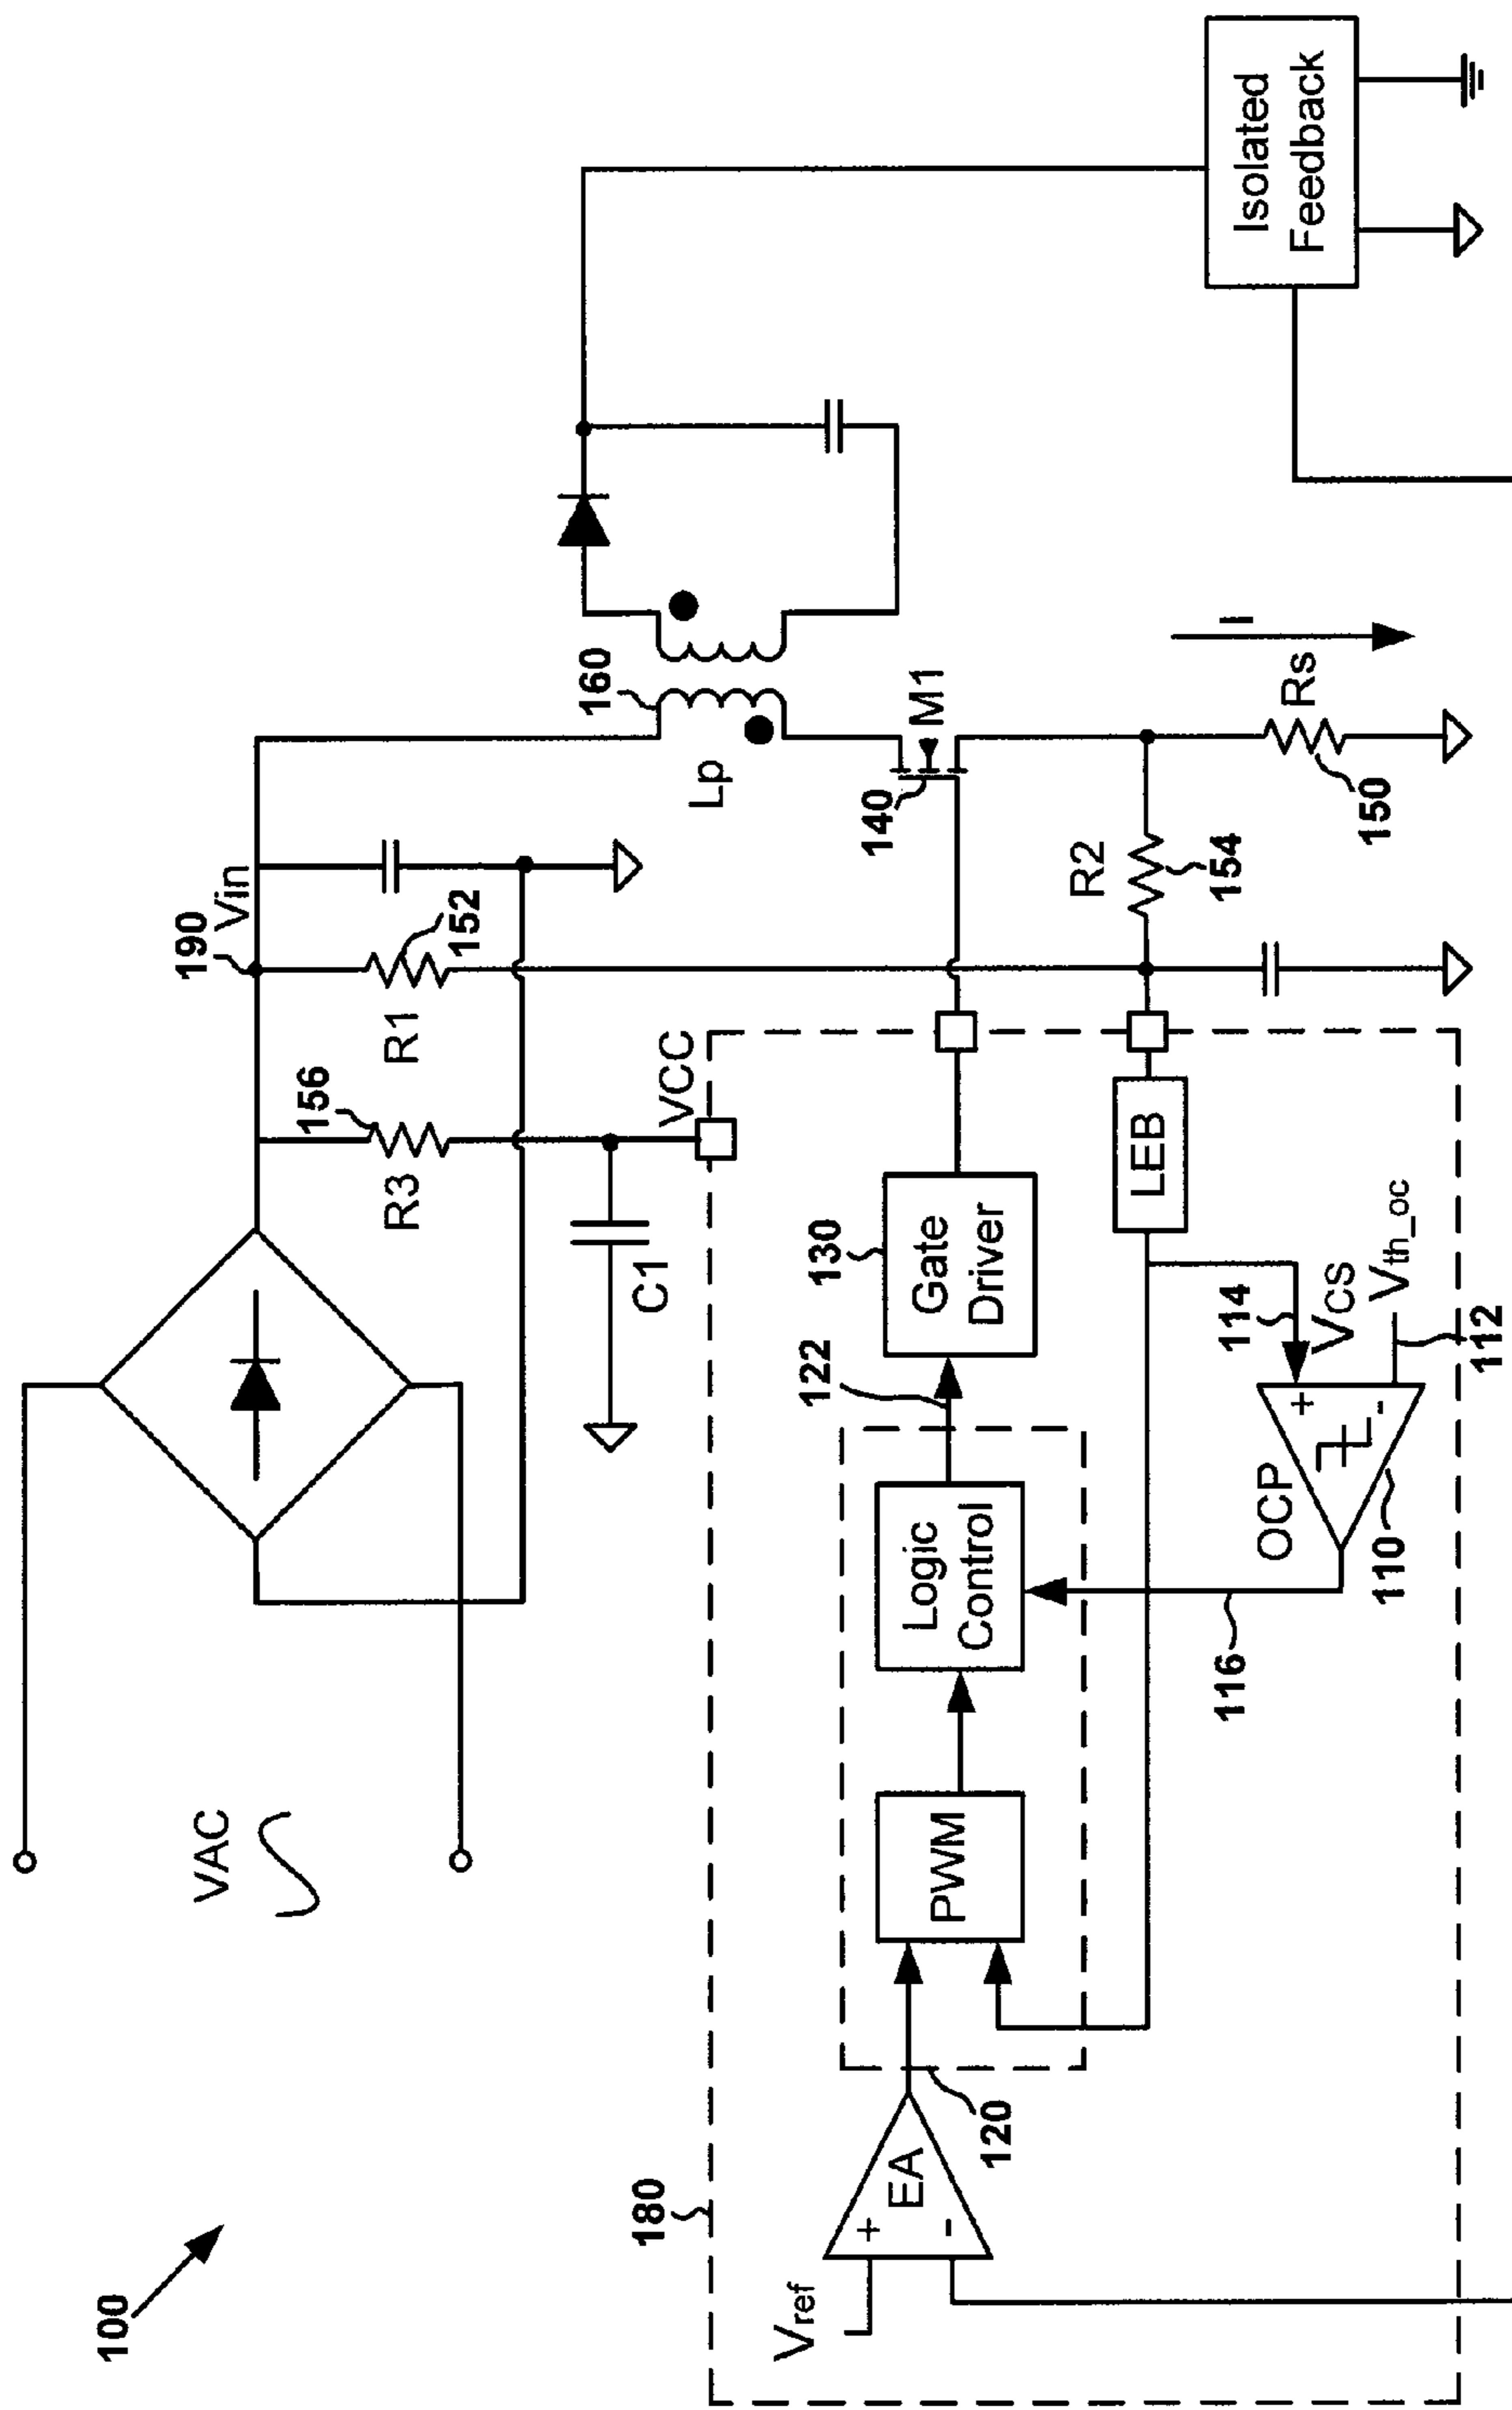 100
VAC
190
Vin
156
R3
R1
152
160
Lp
VCC
C1
180
Vref
+
-
EA
120
PWM
Logic
Control
122
130
Gate
Driver
140
M1
R2
154
LEB
Rs
150
I
116
OCP
110
+
-
114
VCS
Vth_oc
112
Isolated
Feedback